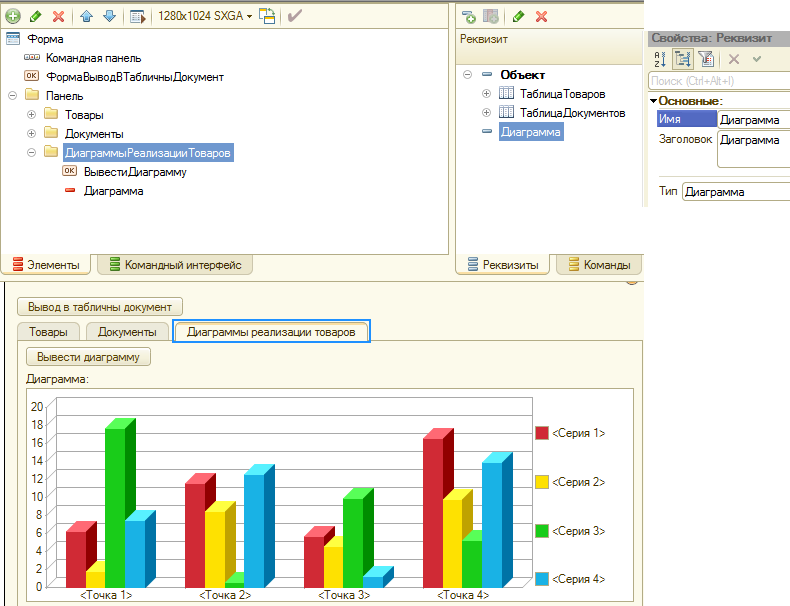 1280x1024 SXGA
Форма
Командная панель
OK ФормаВыводВТабличныДокумент
Панель
Товары
Документы
ДиаграммыРеализацииТоваров
OK ВывестиДиаграмму
Диаграмма
Элементы
Командный интерфейс
Реквизит
Объект
ТаблицаТоваров
ТаблицаДокументов
Диаграмма
Реквизиты
Команды
Свойства: Реквизит
Поиск (Ctrl+Alt+I)
Основные:
Имя Диаграмма
Заголовок Диаграмма
Тип Диаграмма
Вывод в табличны документ
Товары Документы Диаграммы реализации товаров
Вывести диаграмму
Диаграмма:
20
18
16
14
12
10
8
6
4
2
0
<Точка 1> <Точка 2> <Точка 3> <Точка 4>
<Серия 1>
<Серия 2>
<Серия 3>
<Серия 4>